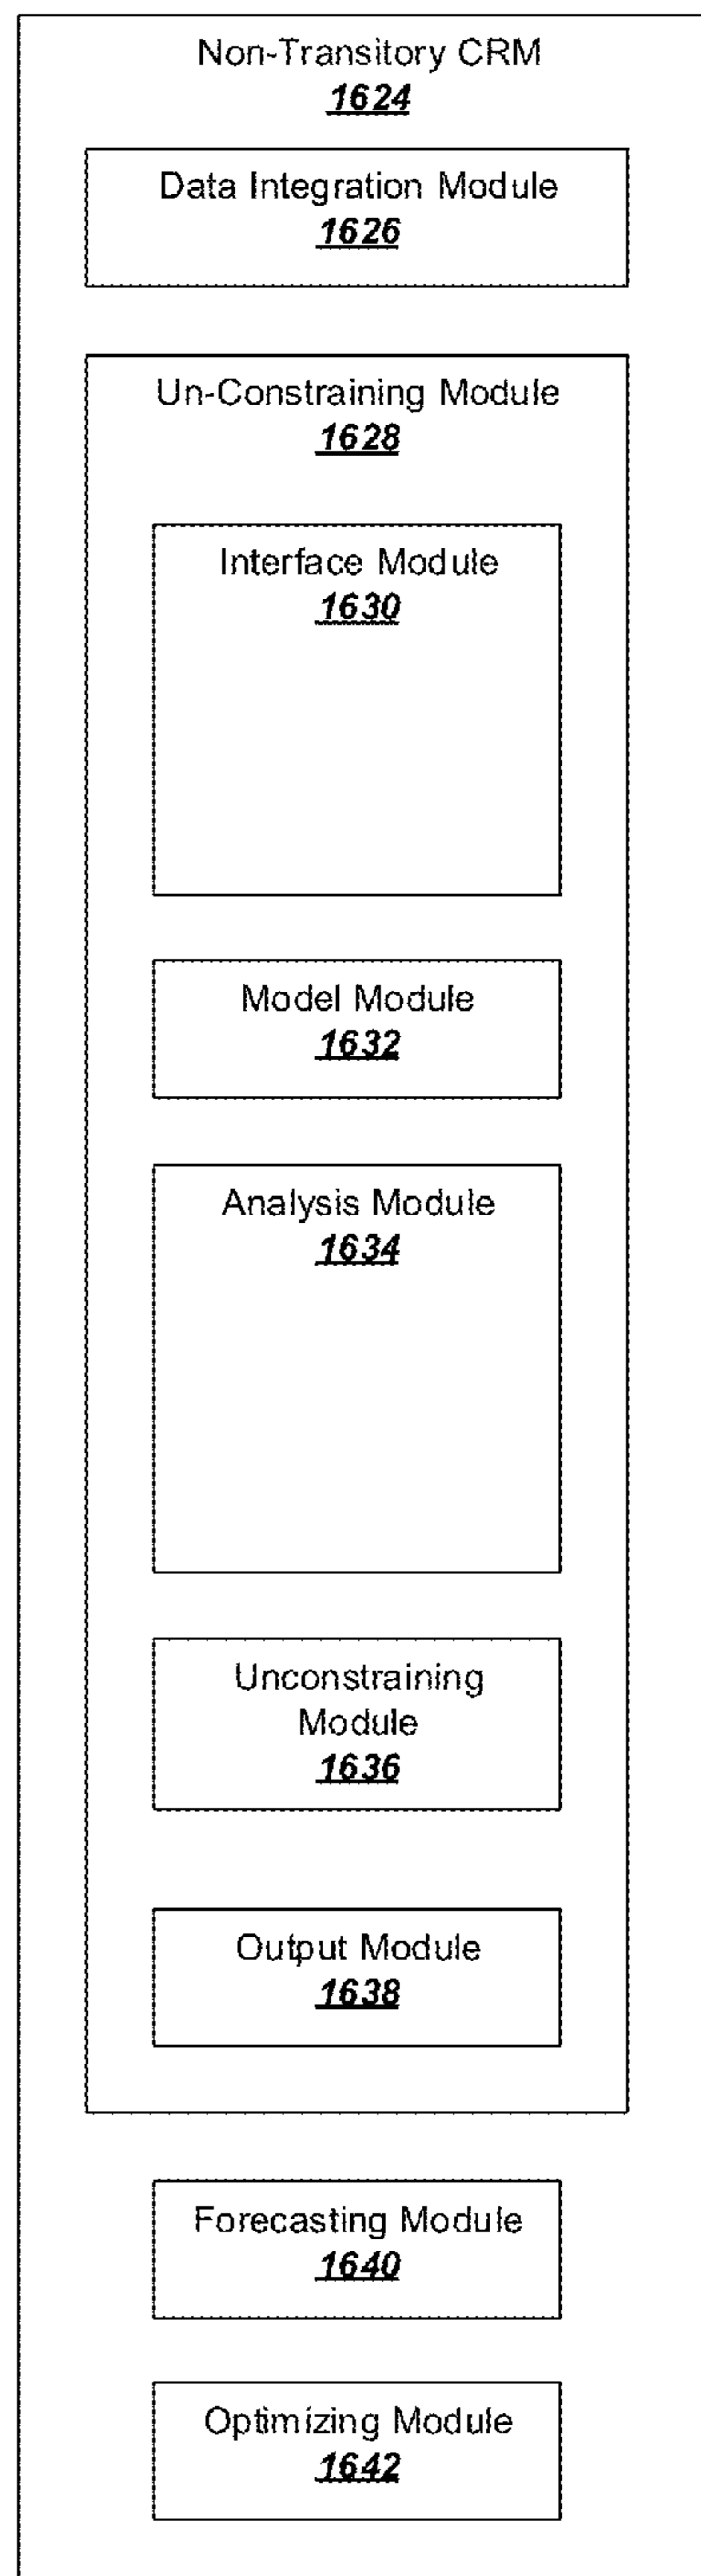 Non-Transitory CRM
1624
Data Integration Module
1626
Un-Constraining Module
1628
Interface Module
1630
Model Module
1632
Analysis Module
1634
Unconstraining
Module
1636
Output Module
1638
Forecasting Module
1640
Optimizing Module
1642